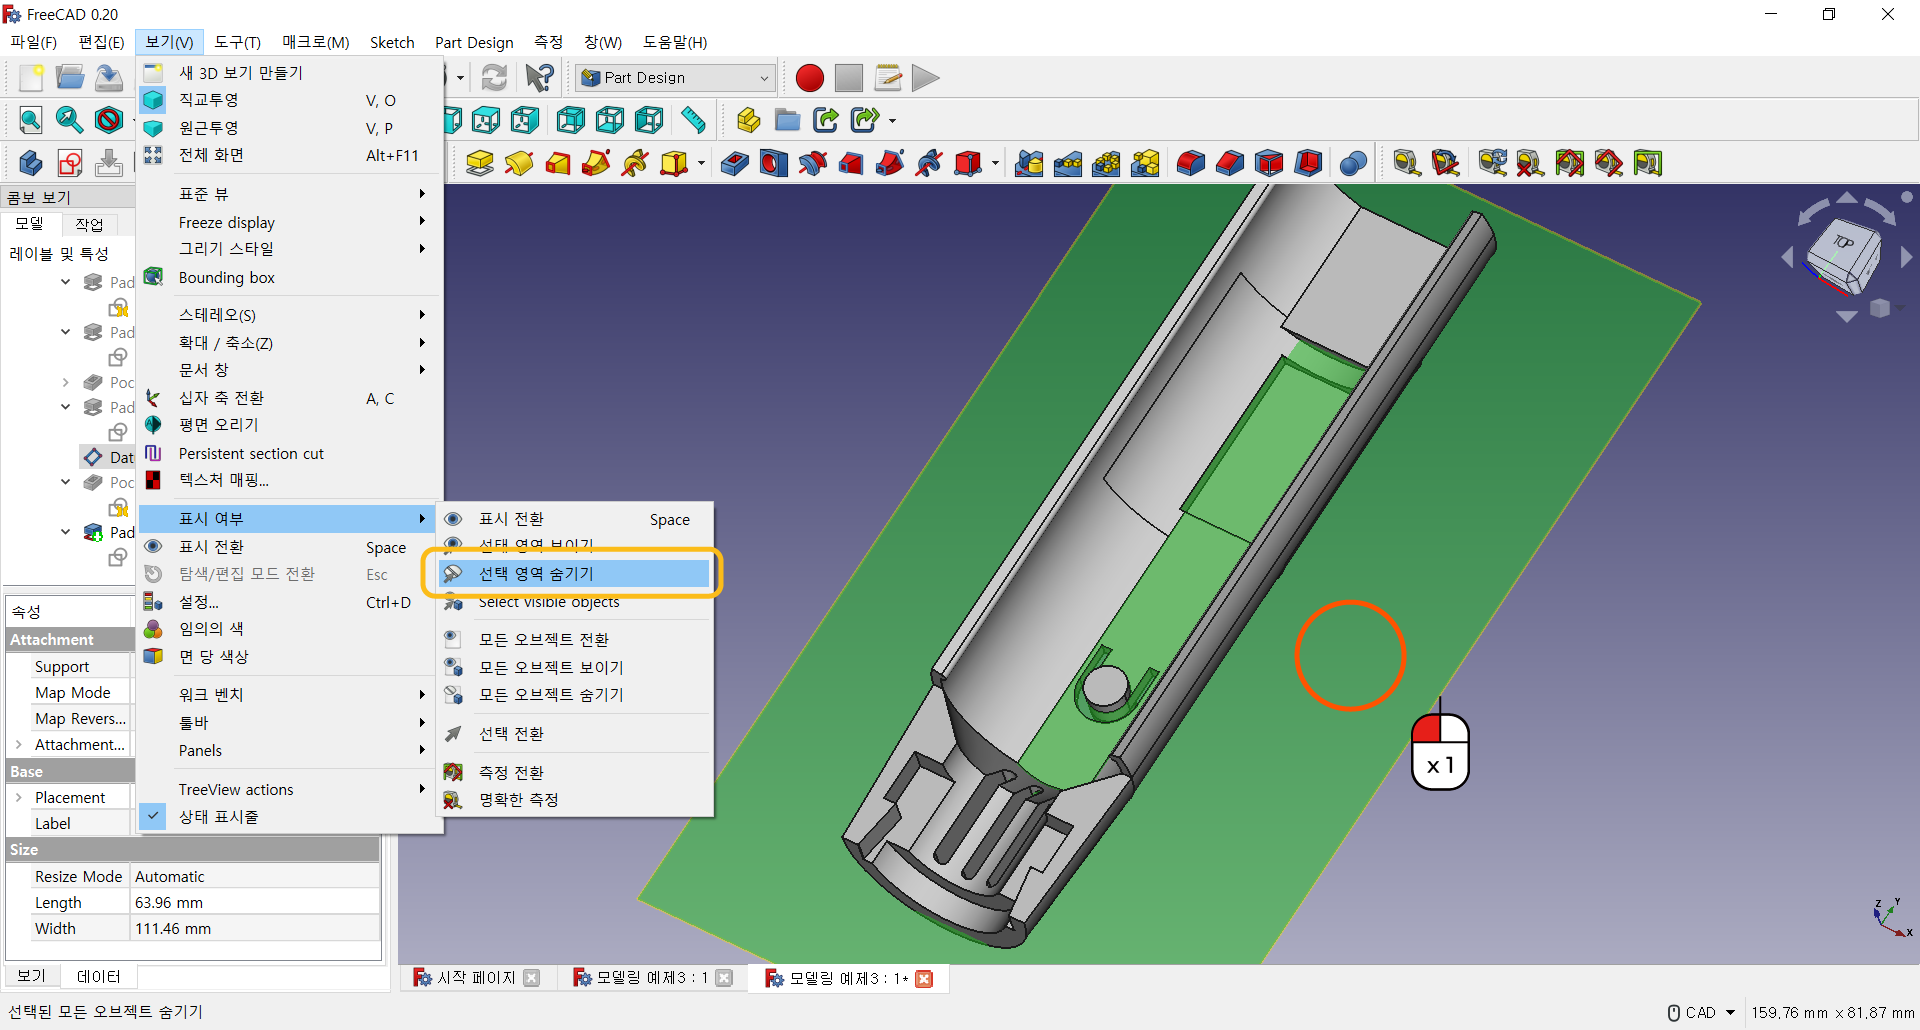 FreeCAD 0.20
파일(F) 편집(E) 보기(V) 도구(T) 매크로(M) Sketch Part Design 측정 창(W) 도움말(H)
Part Design
콤보 보기
모델 작업
레이블 및 특성
Pad
Pad
Poc
Pad
Dat
Poc
Pad
새 3D 보기 만들기
직교투영 V, O
원근투영 V, P
전체 화면 Alt+F11
표준 뷰
Freeze display
그리기 스타일
Bounding box
스테레오(S)
확대 / 축소(Z)
문서 창
십자 축 전환 A, C
평면 오리기
Persistent section cut
텍스처 매핑...
표시 여부
표시 전환 Space
탐색/편집 모드 전환 Esc
설정... Ctrl+D
임의의 색
면 당 색상
워크 벤치
툴바
Panels
TreeView actions
상태 표시줄
표시 전환 Space
선택 영역 보이기
선택 영역 숨기기
Select visible objects
모든 오브젝트 전환
모든 오브젝트 보이기
모든 오브젝트 숨기기
선택 전환
측정 전환
명확한 측정
속성
Attachment
Support
Map Mode
Map Revers...
Attachment...
Base
Placement
Label
Size
Resize Mode Automatic
Length 63.96 mm
Width 111.46 mm
보기 데이터
TOP
x 1
Z Y X
시작 페이지 모델링 예제3 : 1 모델링 예제3 : 1*
선택된 모든 오브젝트 숨기기
CAD 159.76 mm x 81.87 mm